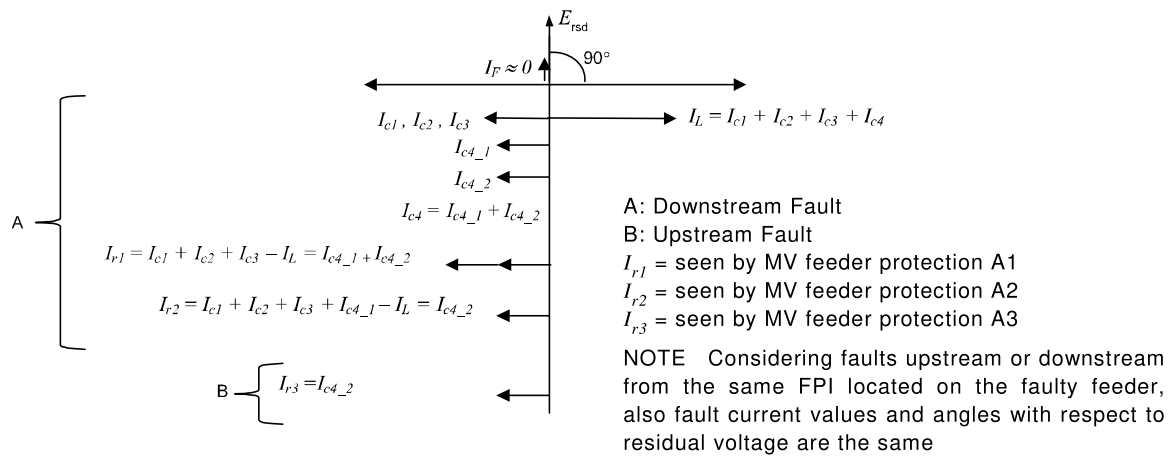 E_rsd
90°
I_F ≈ 0
I_c1 , I_c2 , I_c3
I_L = I_c1 + I_c2 + I_c3 + I_c4
I_c4_1
I_c4_2
I_c4 = I_c4_1 + I_c4_2
A
I_r1 = I_c1 + I_c2 + I_c3 – I_L = I_c4_1 + I_c4_2
I_r2 = I_c1 + I_c2 + I_c3 + I_c4_1 – I_L = I_c4_2
B
I_r3 = I_c4_2
A: Downstream Fault
B: Upstream Fault
I_r1 = seen by MV feeder protection A1
I_r2 = seen by MV feeder protection A2
I_r3 = seen by MV feeder protection A3
NOTE Considering faults upstream or downstream
from the same FPI located on the faulty feeder,
also fault current values and angles with respect to
residual voltage are the same